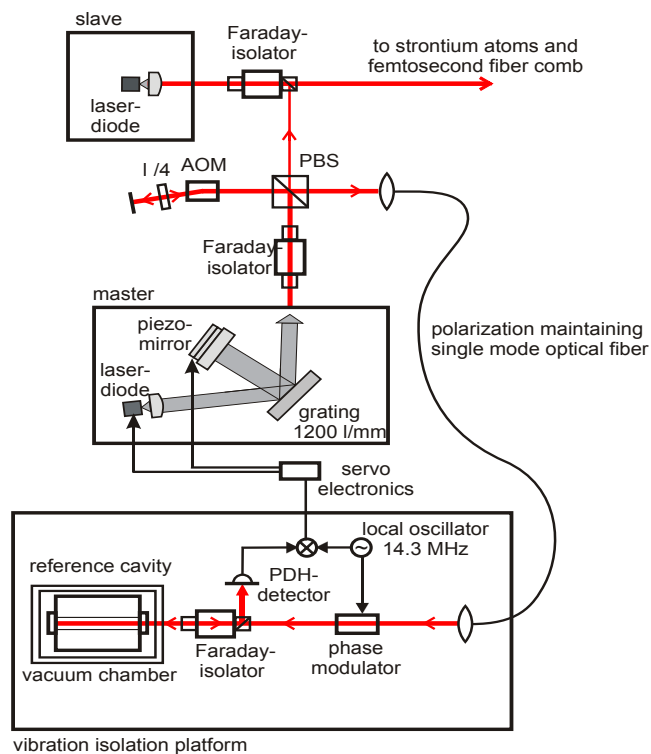 slave
Faraday-
isolator
to strontium atoms and
femtosecond fiber comb
laser-
diode
l /4
AOM
PBS
Faraday-
isolator
master
piezo-
mirror
laser-
diode
grating
1200 l/mm
polarization maintaining
single mode optical fiber
servo
electronics
local oscillator
14.3 MHz
~
reference cavity
PDH-
detector
vacuum chamber
Faraday-
isolator
phase
modulator
vibration isolation platform